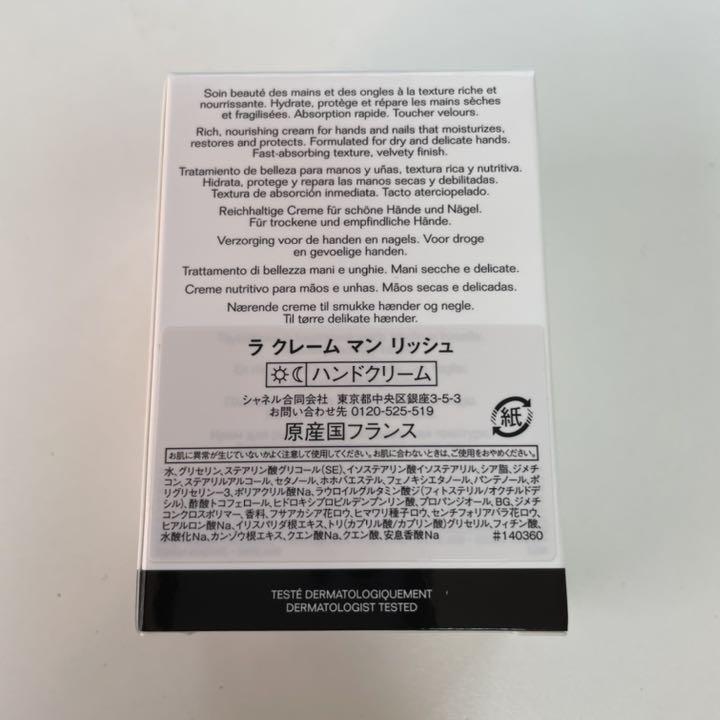 Soin beauté des mains et des ongles à la texture riche et
nourrissante. Hydrate, protège et répare les mains sèches
et fragilisées. Absorption rapide. Toucher velours.
Rich, nourishing cream for hands and nails that moisturizes,
restores and protects. Formulated for dry and delicate hands.
Fast-absorbing texture, velvety finish.
Tratamiento de belleza para manos y uñas, textura rica y nutritiva.
Hidrata, protege y repara las manos secas y debilitadas.
Textura de absorción inmediata. Tacto aterciopelado.
Reichhaltige Creme für schöne Hände und Nägel.
Für trockene und empfindliche Hände.
Verzorging voor de handen en nagels. Voor droge
en gevoelige handen.
Trattamento di bellezza mani e unghie. Mani secche e delicate.
Creme nutritivo para mãos e unhas. Mãos secas e delicadas.
Nærende creme til smukke hænder og negle.
Til tørre delikate hænder.
ラ クレーム マン リッシュ
ハンドクリーム
シャネル合同会社 東京都中央区銀座3-5-3
お問い合わせ先 0120-525-519
紙
原産国フランス
お肌に異常が生じていないかよく注意して使用してください。お肌に合わないときは、ご使用をおやめください。
水、グリセリン、ステアリン酸グリコール(SE)、イソステアリン酸イソステアリル、シア脂、ジメチ
コン、ステアリルアルコール、セタノール、ホホバエステル、フェノキシエタノール、パンテノール、ポ
リグリセリン-3、ポリアクリル酸Na、ラウロイルグルタミン酸ジ(フィトステリル/オクチルドデ
シル)、酢酸トコフェロール、ヒドロキシプロピルデンプンリン酸、プロパンジオール、BG、ジメチ
コンクロスポリマー、香料、フサアカシア花ロウ、ヒマワリ種子ロウ、センチフォリアバラ花ロウ、
ヒアルロン酸Na、イリスパリダ根エキス、トリ(カプリル酸/カプリン酸)グリセリル、フィチン酸、
水酸化Na、カンゾウ根エキス、クエン酸Na、クエン酸、安息香酸Na #140360
TESTÉ DERMATOLOGIQUEMENT
DERMATOLOGIST TESTED